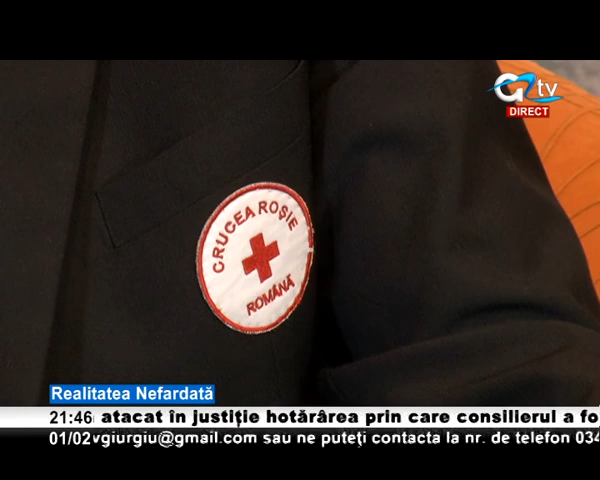 G2tv
DIRECT
CRUCEA ROȘIE
ROMÂNĂ
Realitatea Nefardată
21:46 atacat în justiție hotărârea prin care consilierul a fo
01/02 vgiurgiu@gmail.com sau ne puteți contacta la nr. de telefon 034